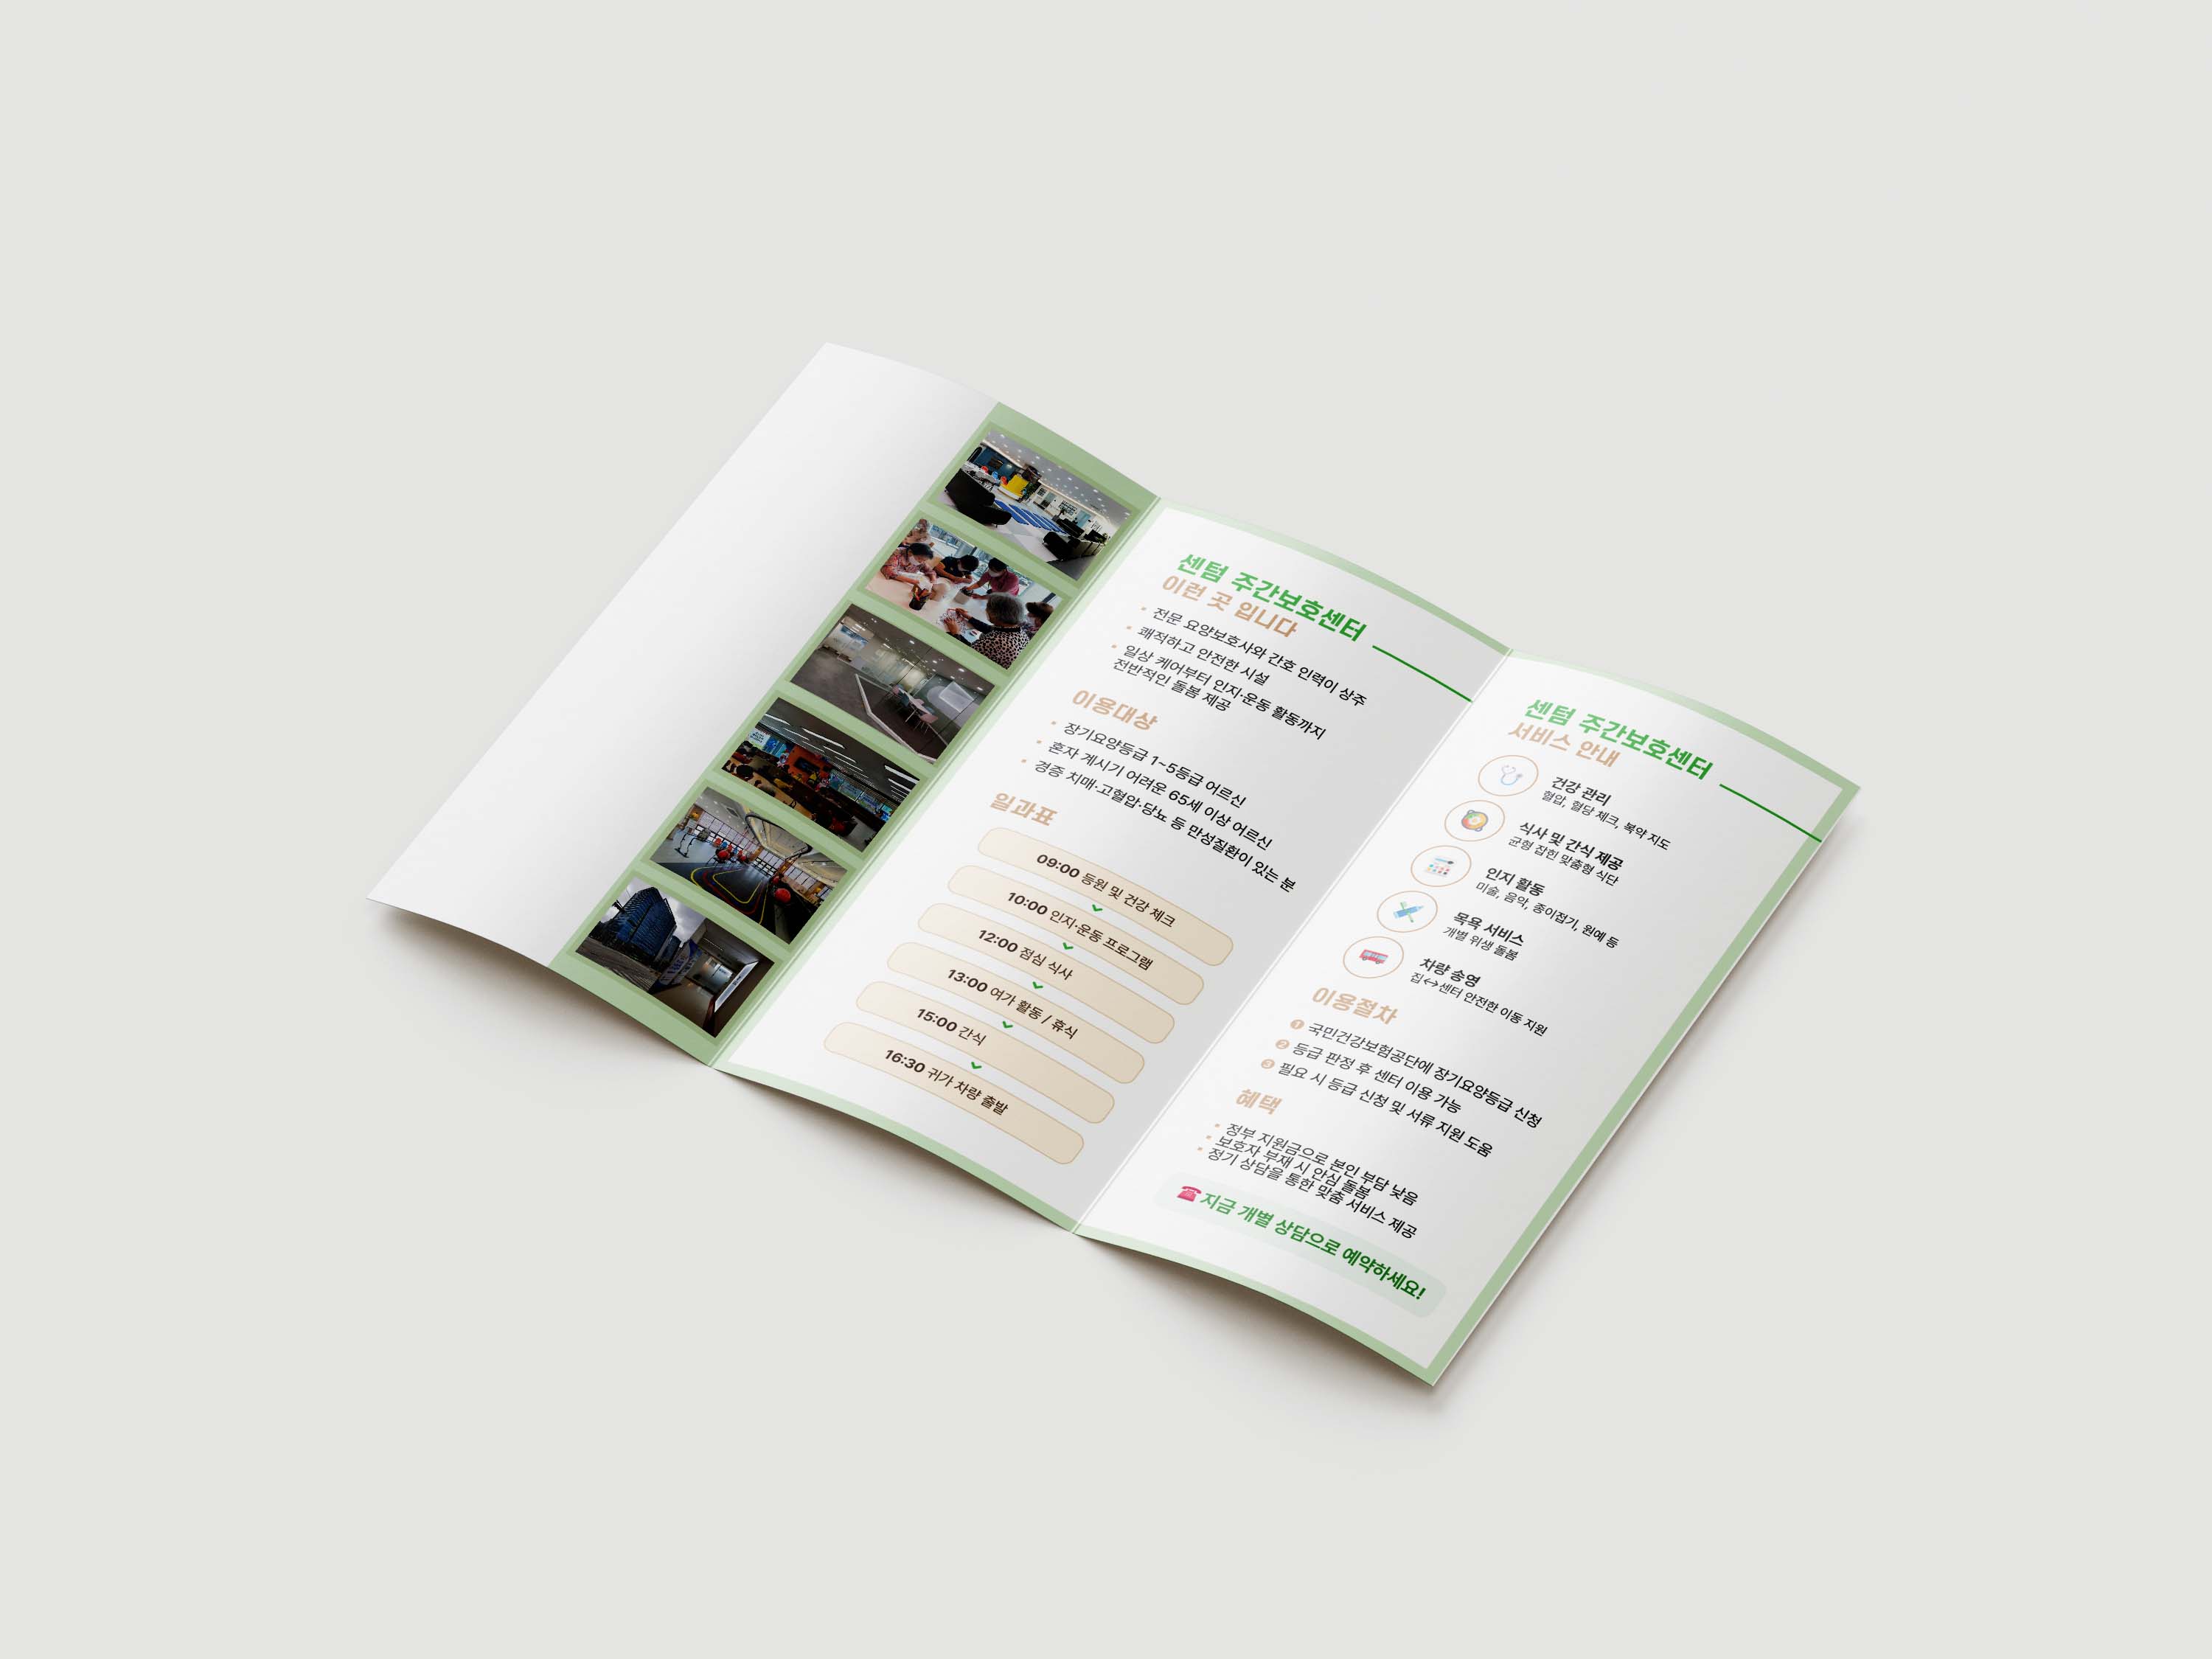 센텀 주간보호센터
이런 곳 입니다
전문 요양보호사와 간호 인력이 상주
쾌적하고 안전한 시설
일상 케어부터 인지·운동 활동까지
전반적인 돌봄 제공
이용대상
장기요양등급 1~5등급 어르신
혼자 계시기 어려운 65세 이상 어르신
경증 치매·고혈압·당뇨 등 만성질환이 있는 분
일과표
09:00 등원 및 건강 체크
10:00 인지·운동 프로그램
12:00 점심 식사
13:00 여가 활동 / 휴식
15:00 간식
16:30 귀가 차량 출발
센텀 주간보호센터
서비스 안내
건강 관리
혈압, 혈당 체크, 복약 지도
식사 및 간식 제공
균형 잡힌 맞춤형 식단
인지 활동
미술, 음악, 종이접기, 원예 등
목욕 서비스
개별 위생 돌봄
차량 송영
집↔센터 안전한 이동 지원
이용절차
1 국민건강보험공단에 장기요양등급 신청
2 등급 판정 후 센터 이용 가능
3 필요 시 등급 신청 및 서류 지원 도움
혜택
정부 지원금으로 본인 부담 낮음
보호자 부재 시 안심 돌봄
정기 상담을 통한 맞춤 서비스 제공
☎지금 개별 상담으로 예약하세요!